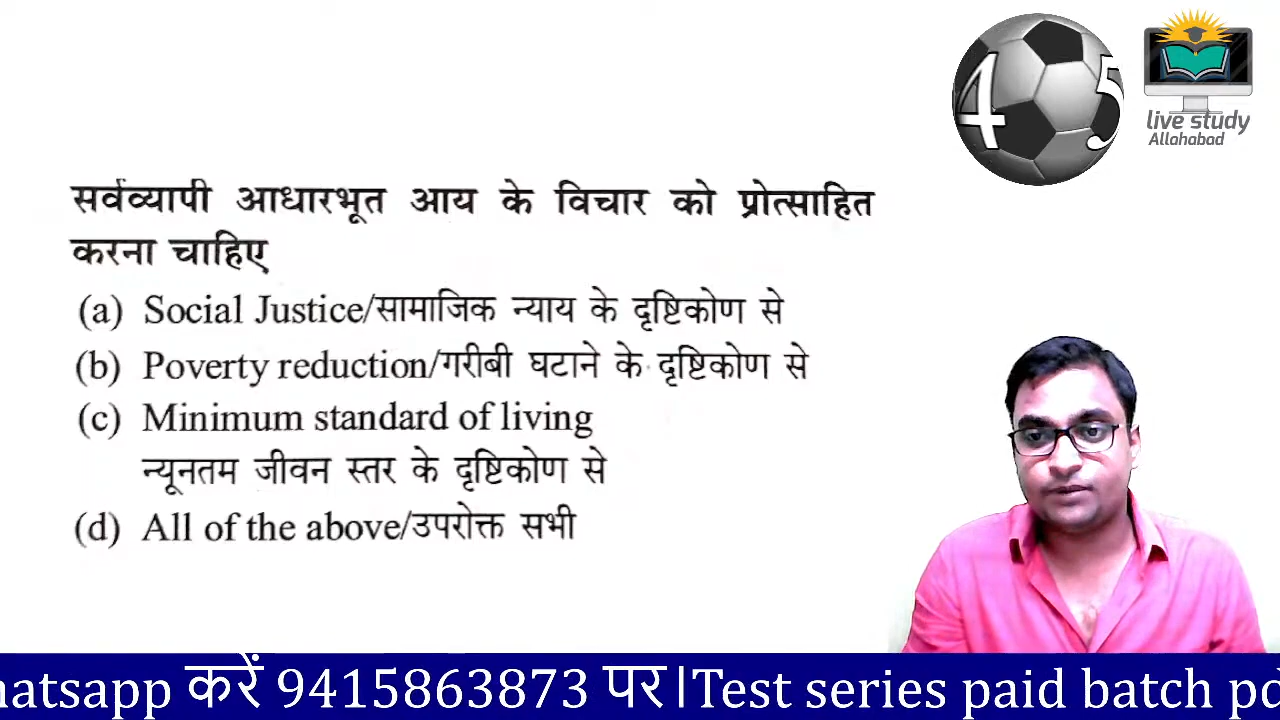 4 5
live study
Allahabad
सर्वव्यापी आधारभूत आय के विचार को प्रोत्साहित
करना चाहिए
(a) Social Justice/सामाजिक न्याय के दृष्टिकोण से
(b) Poverty reduction/गरीबी घटाने के दृष्टिकोण से
(c) Minimum standard of living
न्यूनतम जीवन स्तर के दृष्टिकोण से
(d) All of the above/उपरोक्त सभी
hatsapp करें 9415863873 पर।Test series paid batch